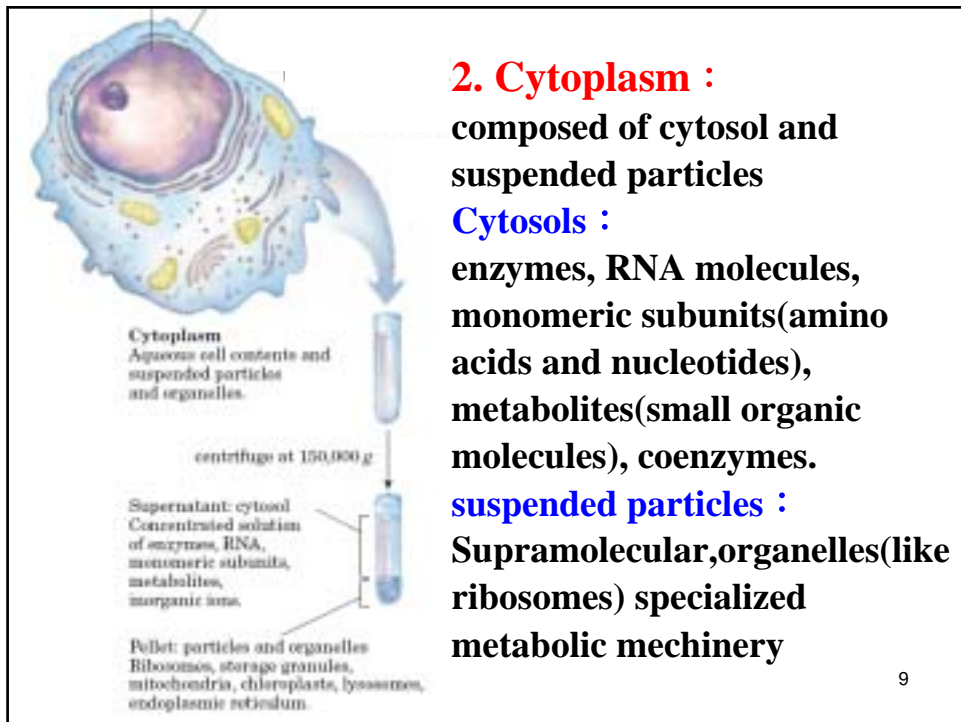 2. Cytoplasm：
composed of cytosol and
suspended particles
Cytosols：
enzymes, RNA molecules,
monomeric subunits(amino
acids and nucleotides),
metabolites(small organic
molecules), coenzymes.
suspended particles：
Supramolecular,organelles(like
ribosomes) specialized
metabolic mechinery
Cytoplasm
Aqueous cell contents and
suspended particles
and organelles.
centrifuge at 150,000 g
Supernatant: cytosol
Concentrated solution
of enzymes, RNA,
monomeric subunits,
metabolites,
inorganic ions.
Pellet: particles and organelles
Ribosomes, storage granules,
mitochondria, chloroplasts, lysosomes,
endoplasmic reticulum.
9